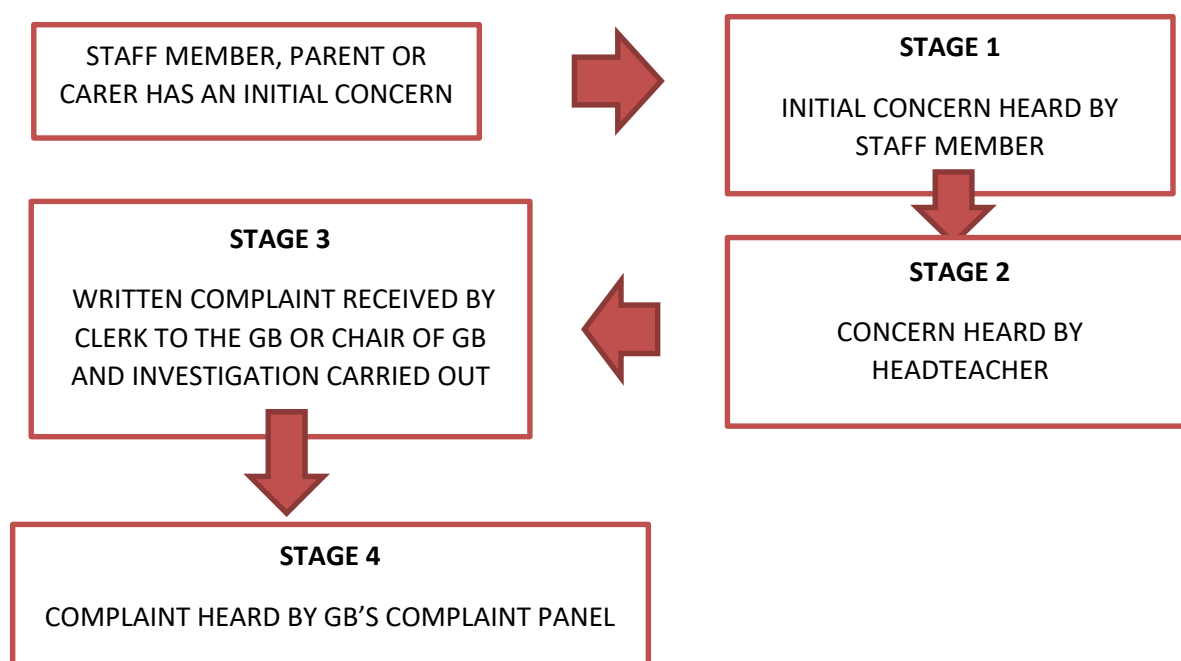 STAFF MEMBER, PARENT OR
CARER HAS AN INITIAL CONCERN
STAGE 1
INITIAL CONCERN HEARD BY
STAFF MEMBER
STAGE 2
CONCERN HEARD BY
HEADTEACHER
STAGE 3
WRITTEN COMPLAINT RECEIVED BY
CLERK TO THE GB OR CHAIR OF GB
AND INVESTIGATION CARRIED OUT
STAGE 4
COMPLAINT HEARD BY GB’S COMPLAINT PANEL